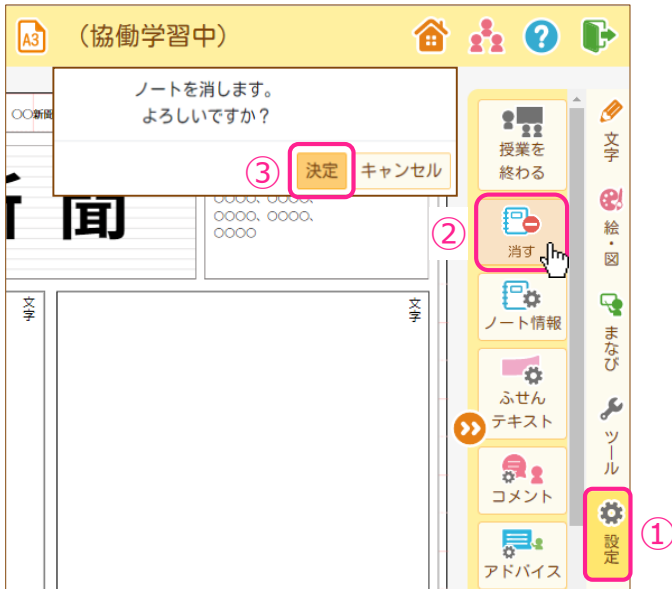 A3
（協働学習中）
?
ノートを消します。
よろしいですか？
③
決定
キャンセル
○○新聞
新聞
○○○○、○○○○、
○○○○、○○○○、
○○○○
文字
文字
授業を
終わる
②
消す
ノート情報
ふせん
テキスト
コメント
アドバイス
文字
絵・図
まなび
ツール
設定
①